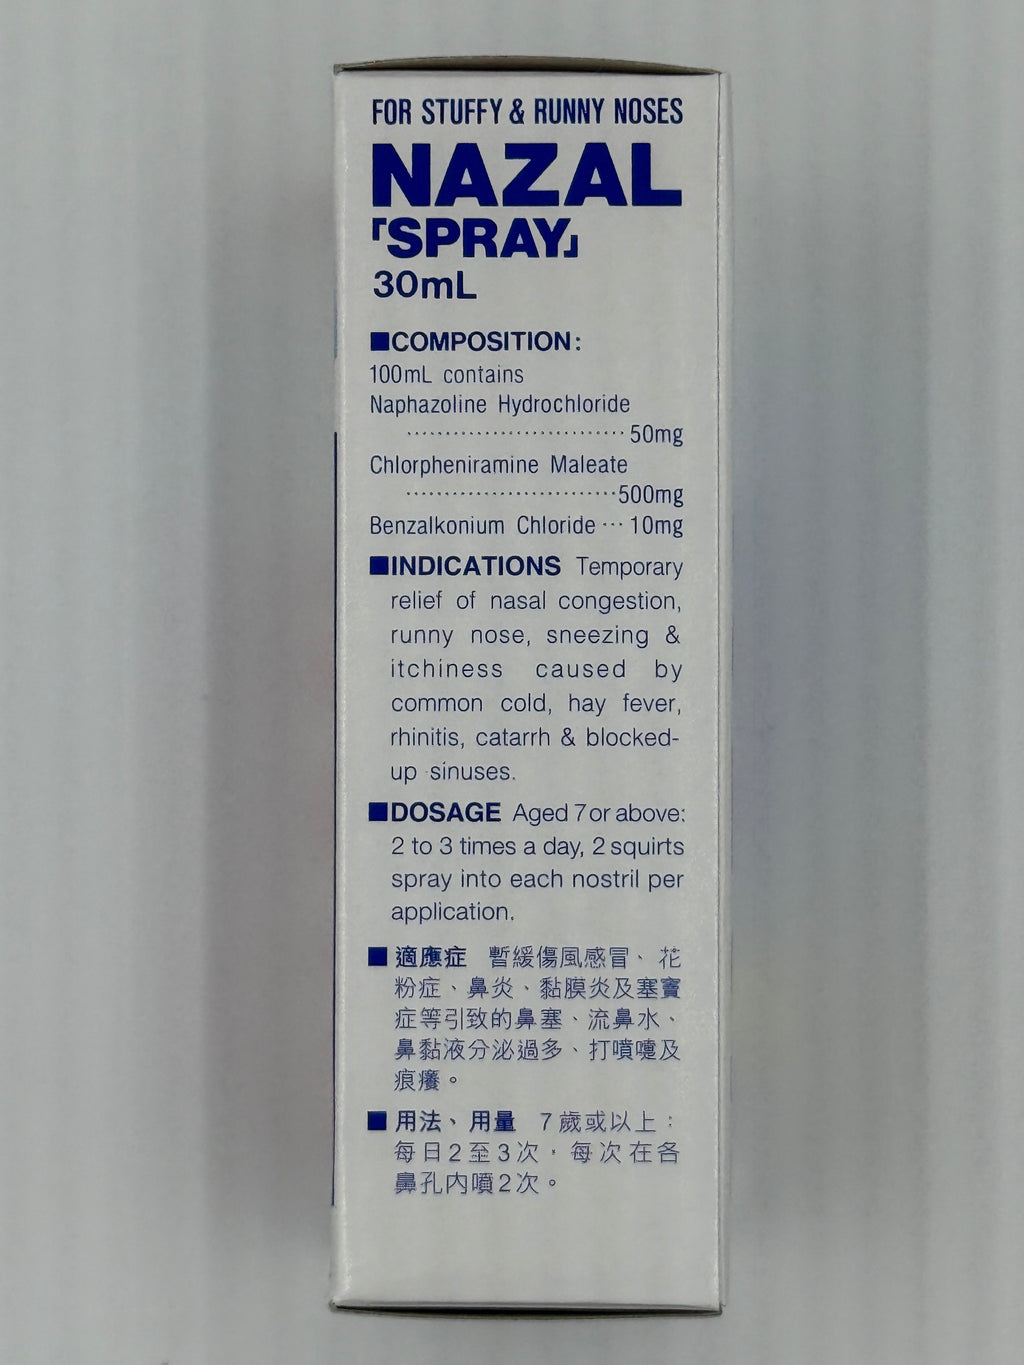 FOR STUFFY & RUNNY NOSES
NAZAL
「SPRAY」
30mL
■COMPOSITION:
100mL contains
Naphazoline Hydrochloride
···························· 50mg
Chlorpheniramine Maleate
···························500mg
Benzalkonium Chloride ··· 10mg
■INDICATIONS Temporary
relief of nasal congestion,
runny nose, sneezing &
itchiness caused by
common cold, hay fever,
rhinitis, catarrh & blocked-
up sinuses.
■DOSAGE Aged 7 or above:
2 to 3 times a day, 2 squirts
spray into each nostril per
application.
■ 適應症 暫緩傷風感冒、花
粉症、鼻炎、黏膜炎及塞竇
症等引致的鼻塞、流鼻水、
鼻黏液分泌過多、打噴嚏及
痕癢。
■ 用法、用量 7歲或以上：
每日2至3次，每次在各
鼻孔內噴2次。